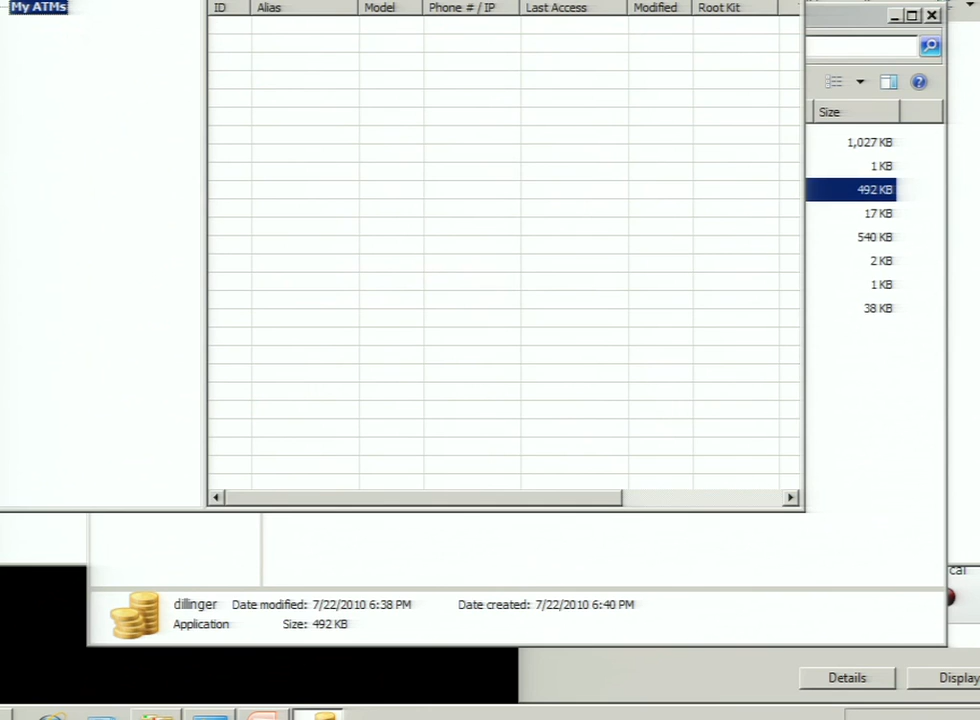 My ATMs
ID Alias Model Phone # / IP Last Access Modified Root Kit
Size
1,027 KB
1 KB
492 KB
17 KB
540 KB
2 KB
1 KB
38 KB
dillinger Date modified: 7/22/2010 6:38 PM Date created: 7/22/2010 6:40 PM
Application Size: 492 KB
Details Display